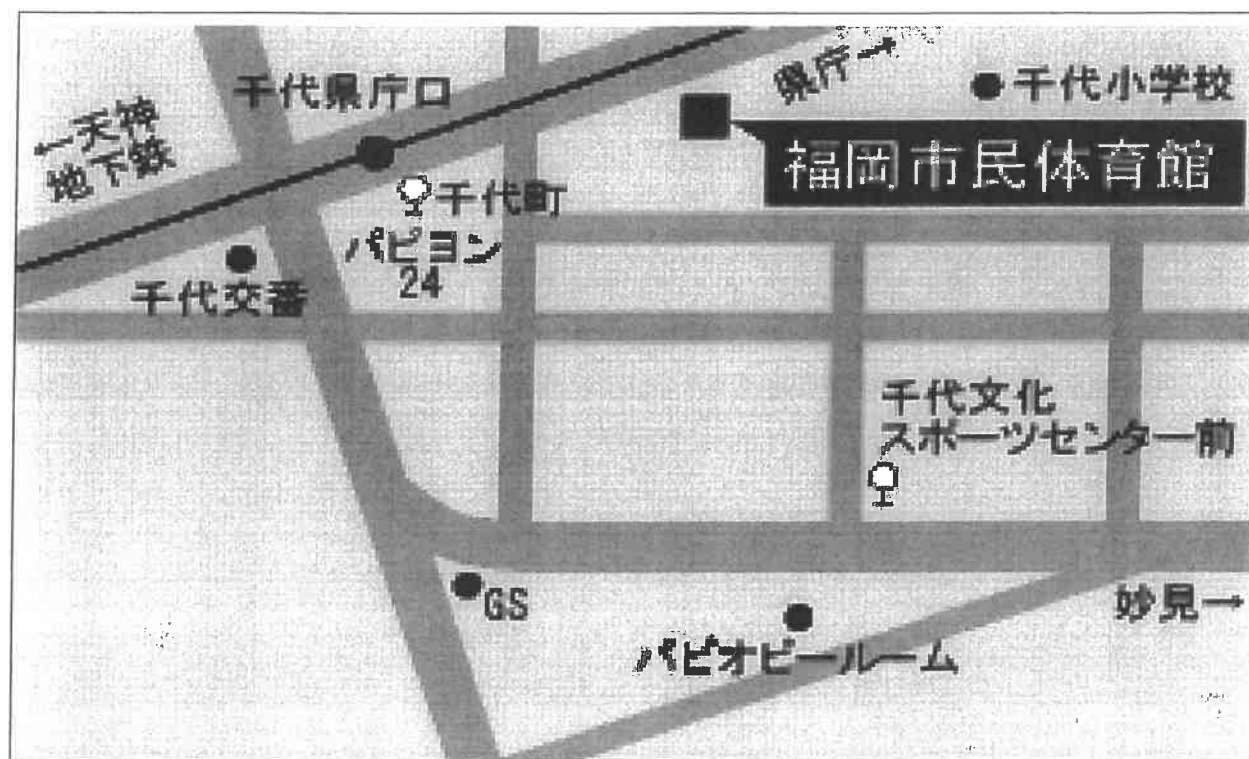 県庁→
千代県庁口
●千代小学校
←天神
地下鉄
福岡市民体育館
千代町
パピヨン
24
千代交番
千代文化
スポーツセンター前
GS
妙見→
パピオビールーム